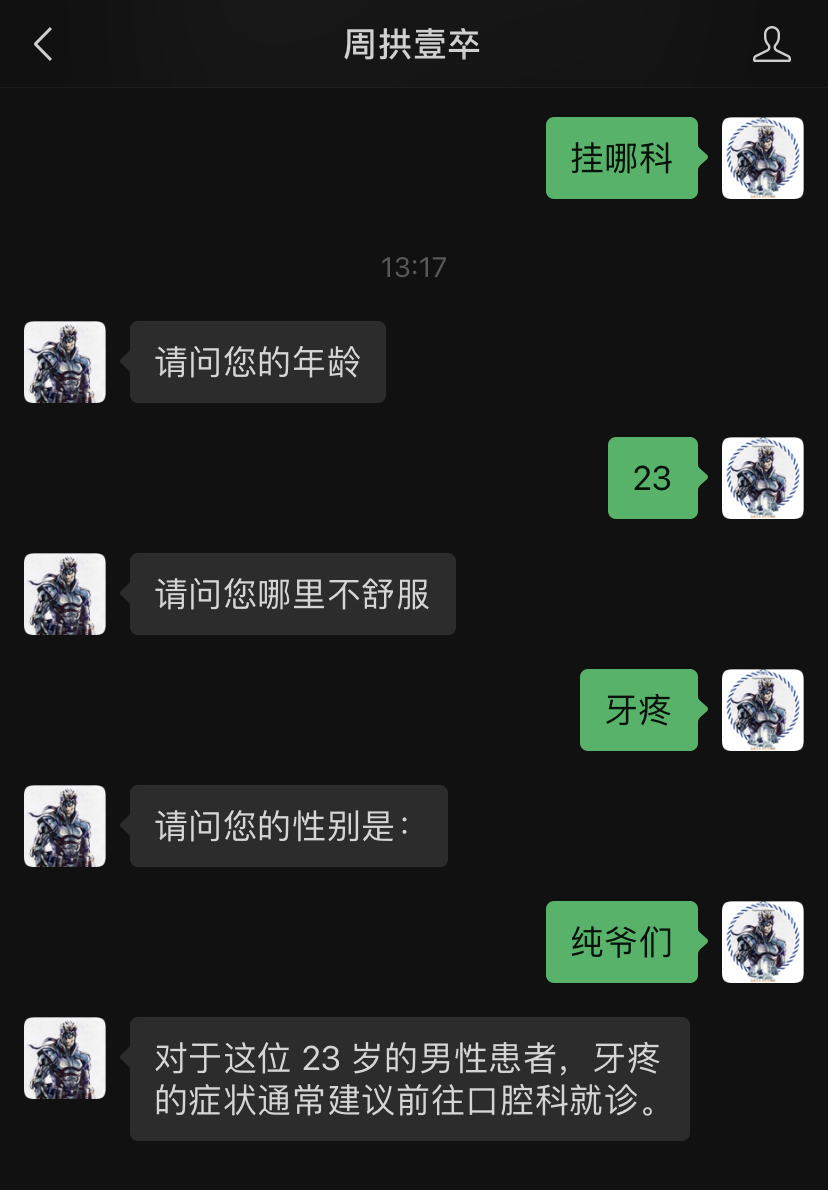 周拱壹卒
挂哪科
13:17
请问您的年龄
23
请问您哪里不舒服
牙疼
请问您的性别是：
纯爷们
对于这位 23 岁的男性患者，牙疼
的症状通常建议前往口腔科就诊。